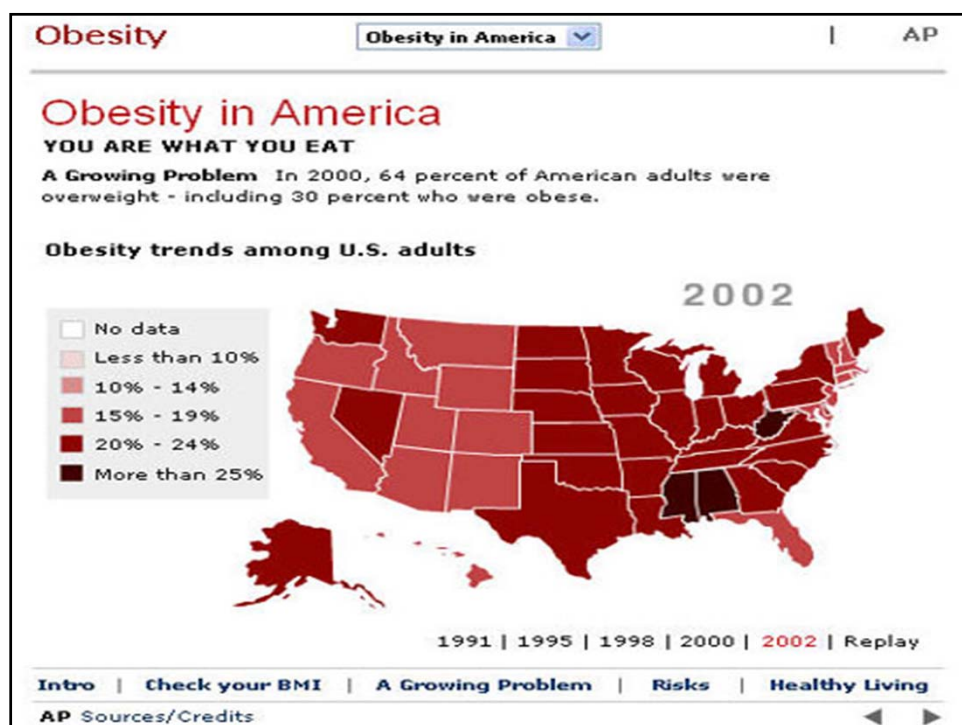 Obesity
Obesity in America
| AP
Obesity in America
YOU ARE WHAT YOU EAT
A Growing Problem In 2000, 64 percent of American adults were
overweight - including 30 percent who were obese.
Obesity trends among U.S. adults
2002
No data
Less than 10%
10% - 14%
15% - 19%
20% - 24%
More than 25%
1991 | 1995 | 1998 | 2000 | 2002 | Replay
Intro | Check your BMI | A Growing Problem | Risks | Healthy Living
AP Sources/Credits